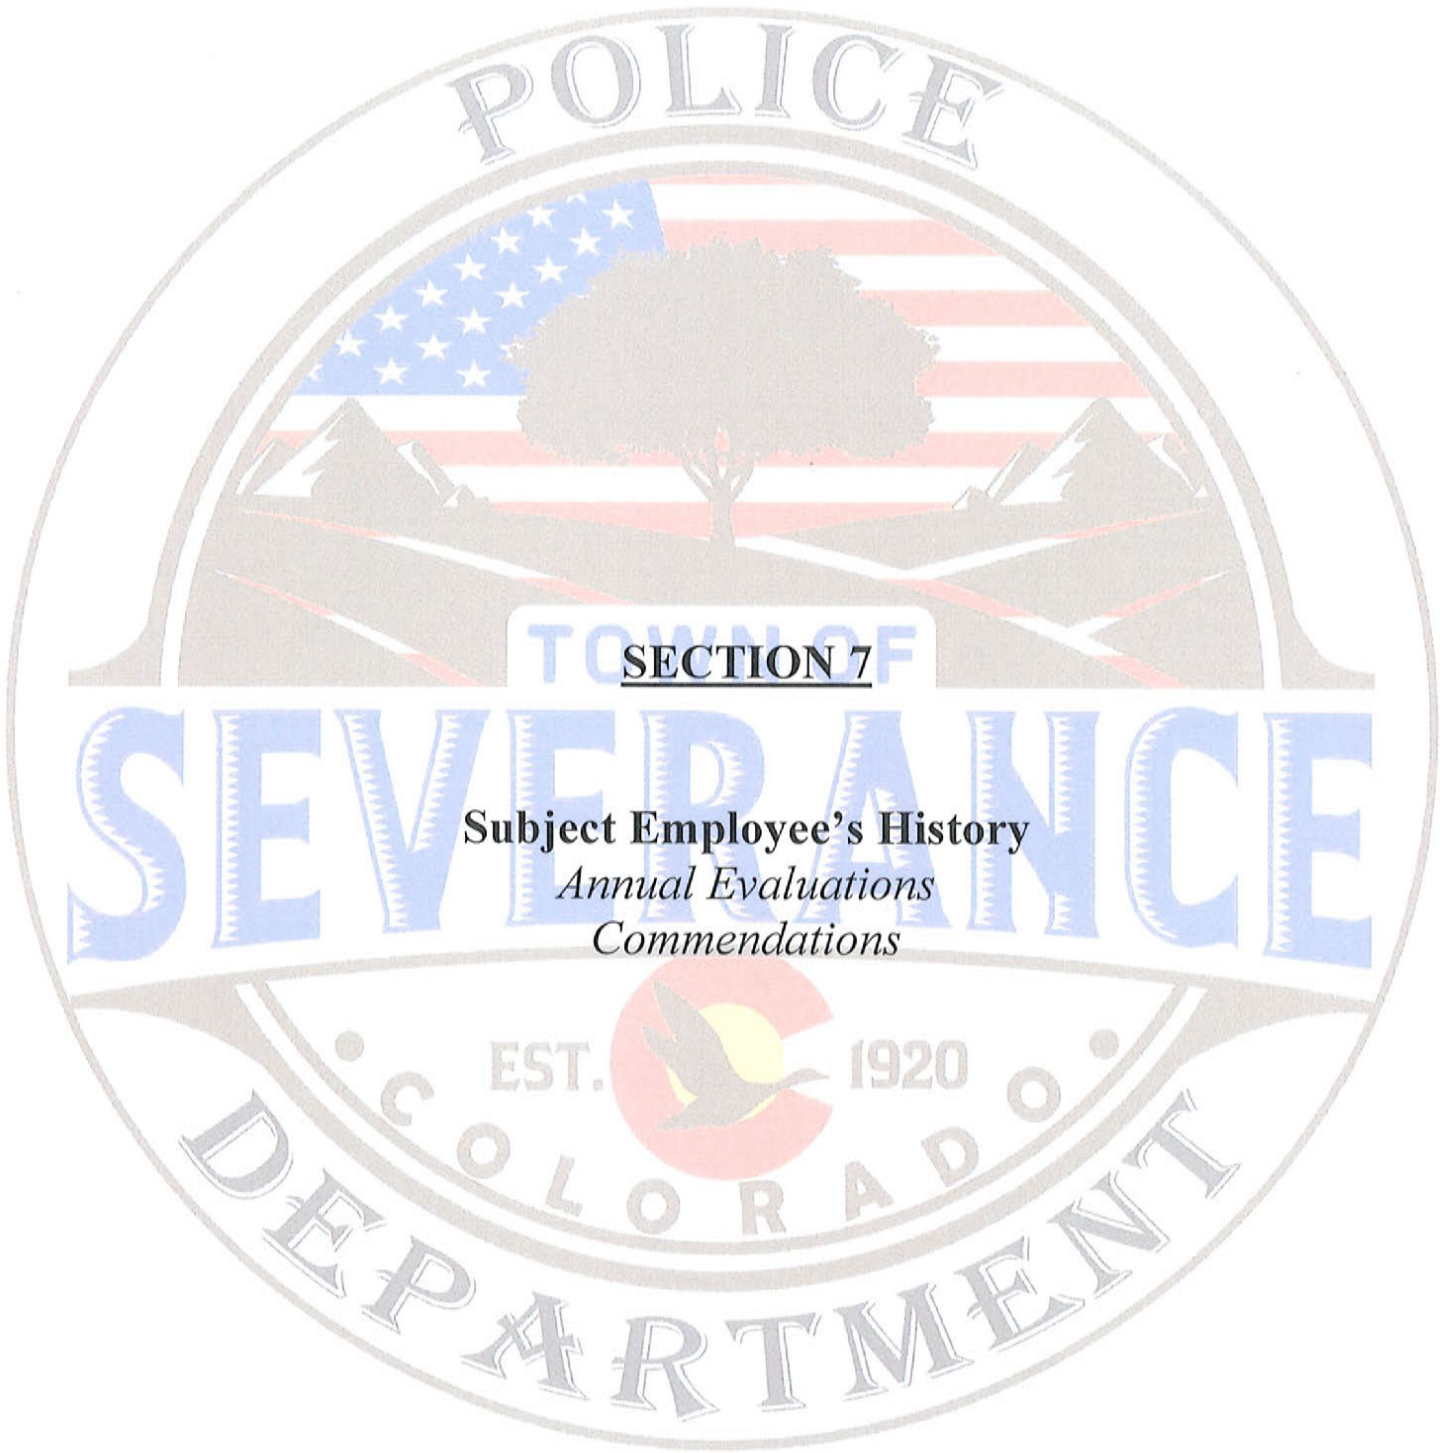 POLICE
TOWN OF
SECTION 7
SEVERANCE
Subject Employee's History
Annual Evaluations
Commendations
EST. 1920
COLORADO
DEPARTMENT